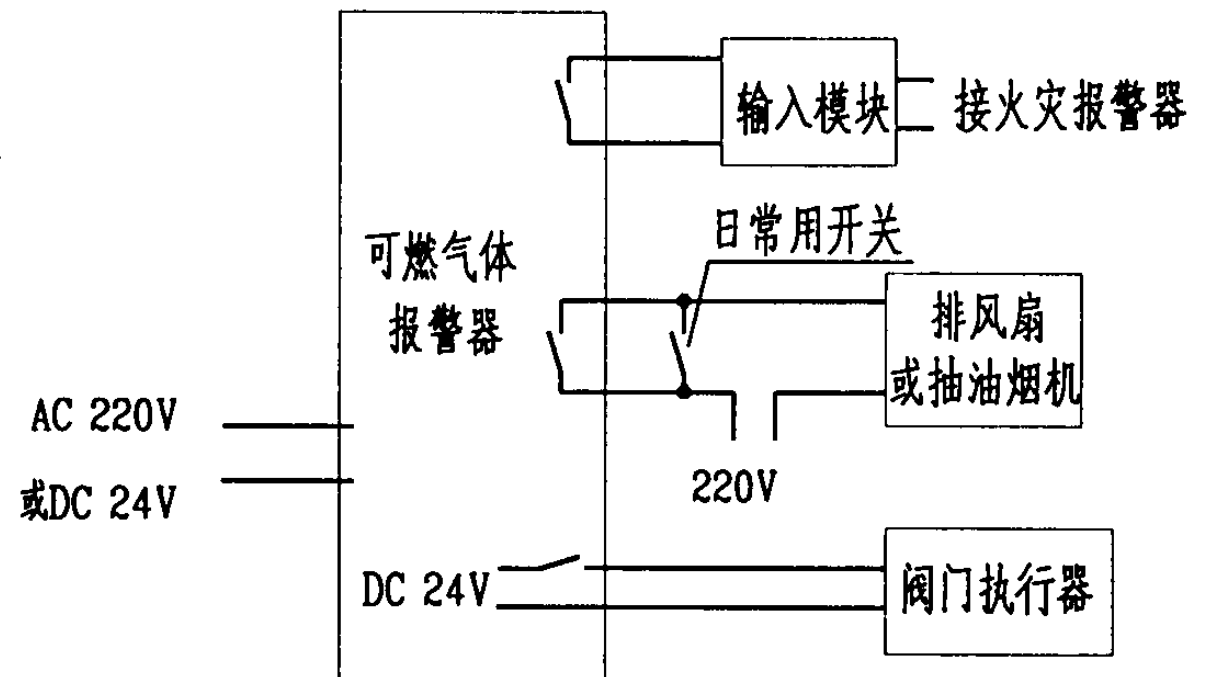 输入模块
接火灾报警器
日常用开关
可燃气体
报警器
排风扇
或抽油烟机
AC 220V
或DC 24V
220V
DC 24V
阀门执行器